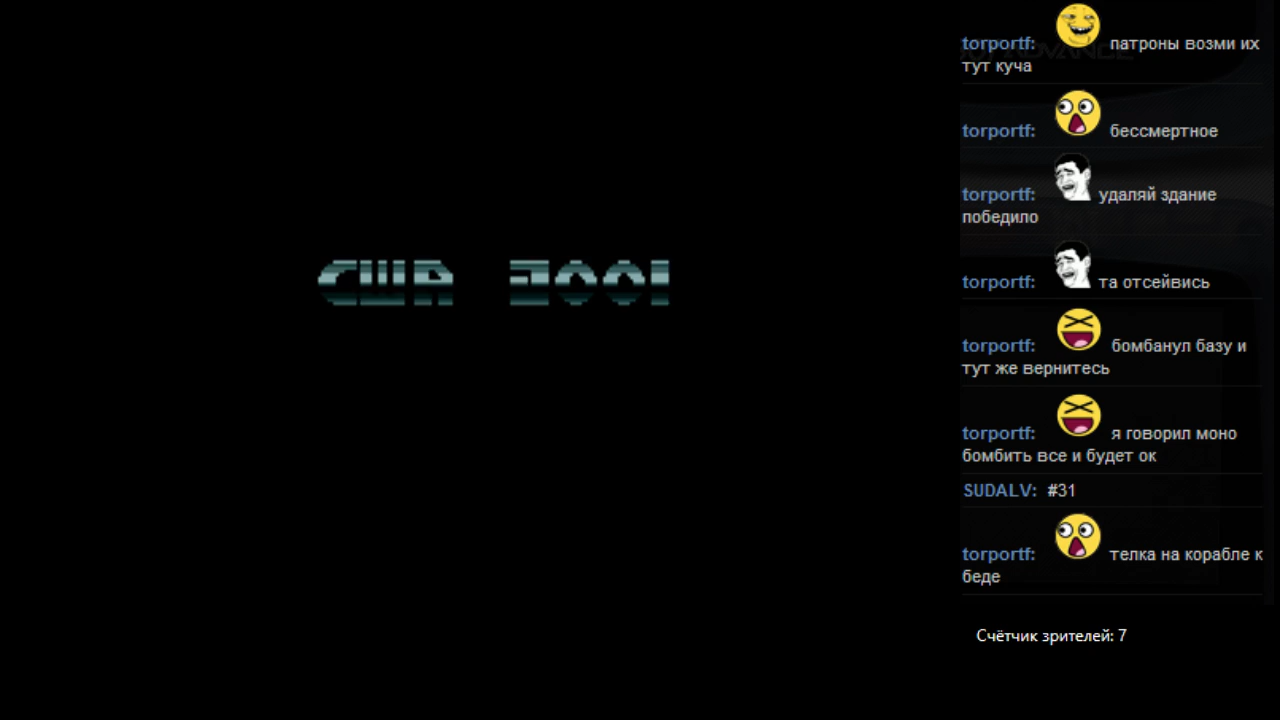 США 2001
torportf: патроны возми их
тут куча
torportf: бессмертное
torportf: удаляй здание
победило
torportf: та отсейвись
torportf: бомбанул базу и
тут же вернитесь
torportf: я говорил моно
бомбить все и будет ок
SUDALV: #31
torportf: телка на корабле к
беде
Счётчик зрителей: 7